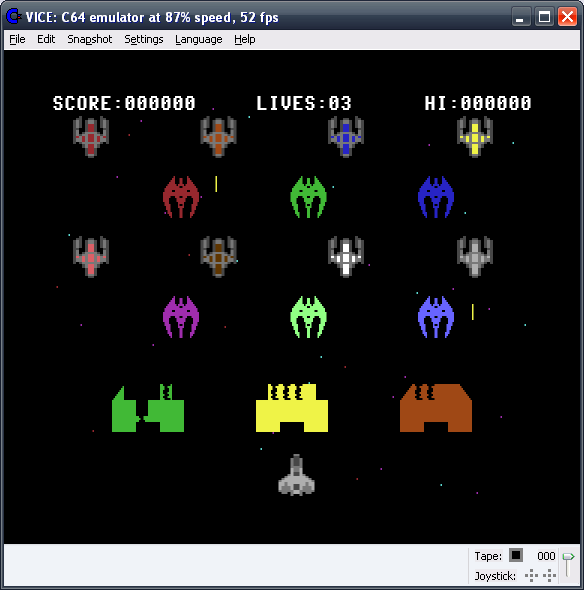 VICE: C64 emulator at 87% speed, 52 fps
File Edit Snapshot Settings Language Help
SCORE:000000 LIVES:03 HI:000000
Tape: 000
Joystick: